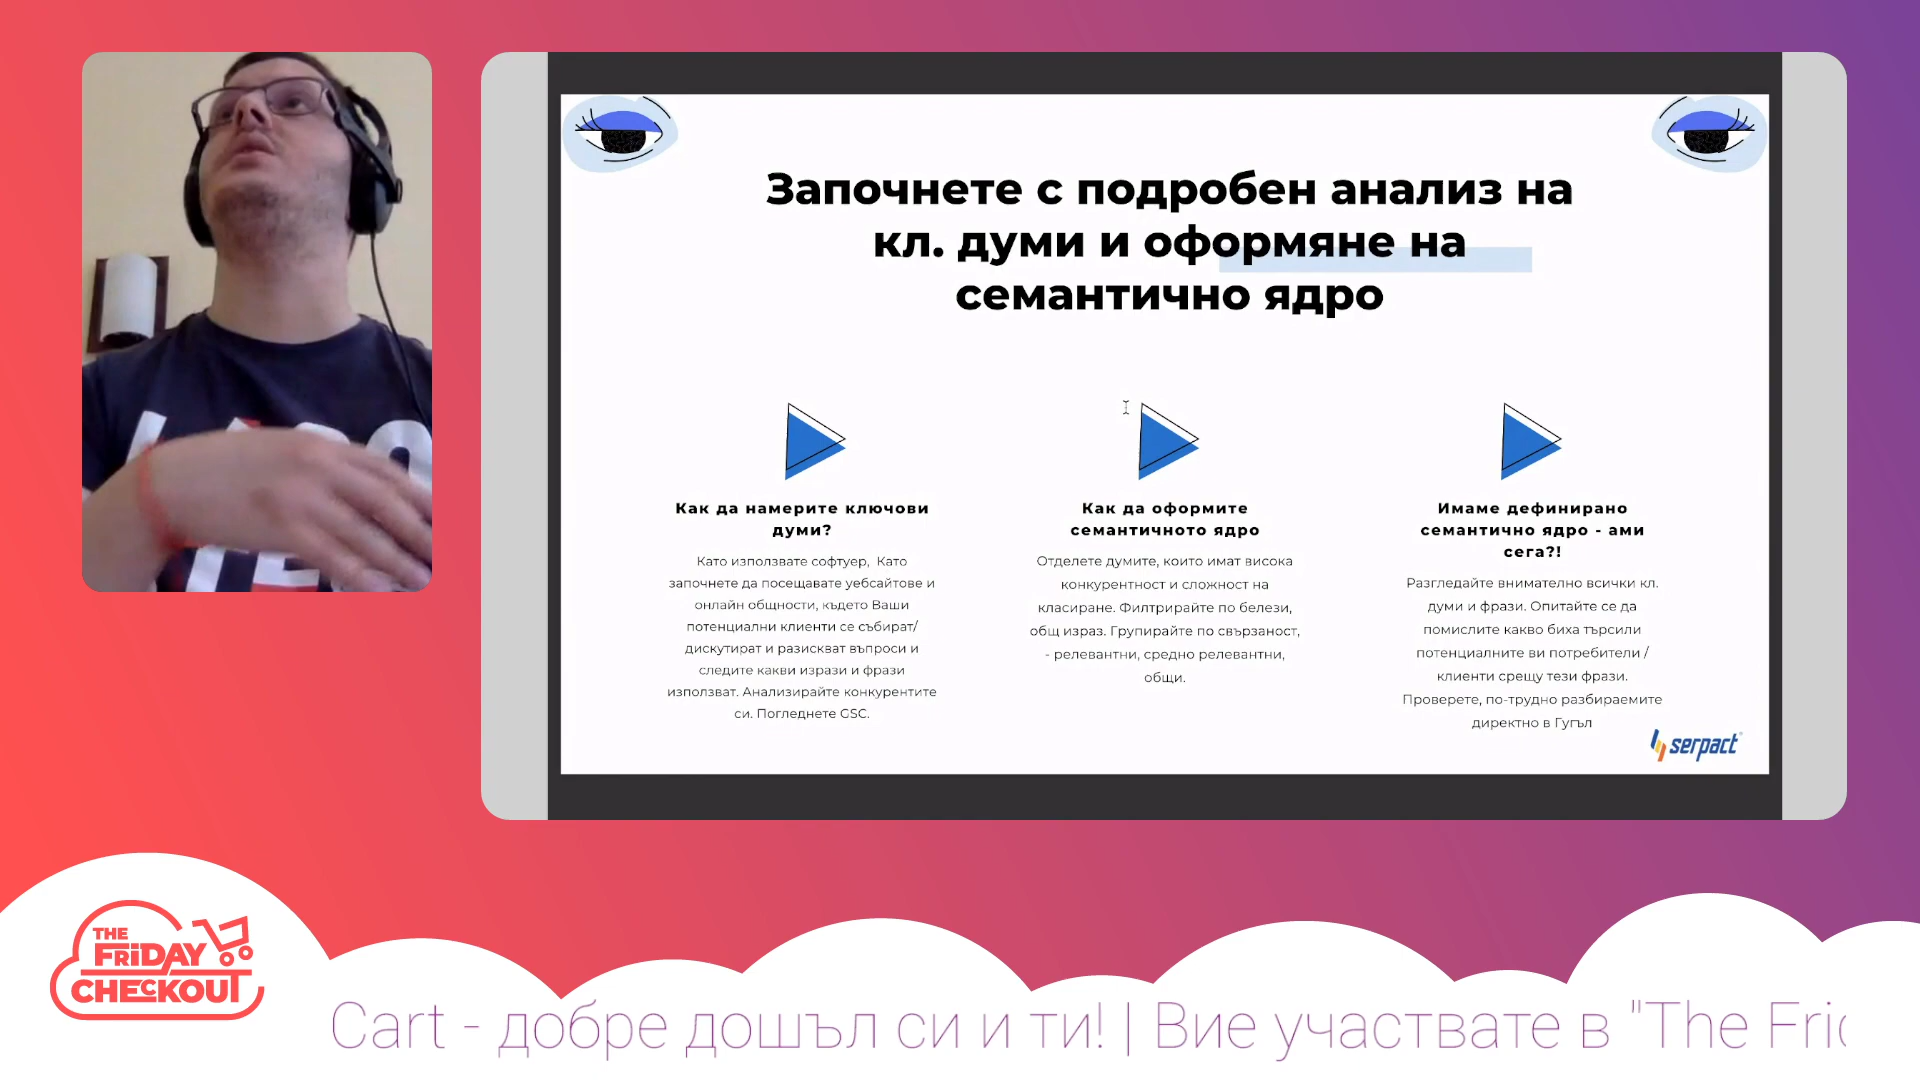 Започнете с подробен анализ на
кл. думи и оформяне на
семантично ядро
Как да намерите ключови
думи?
Като използвате софтуер, Като
започнете да посещавате уебсайтове и
онлайн общности, където Ваши
потенциални клиенти се събират/
дискутират и разискват въпроси и
следите какви изрази и фрази
използват. Анализирайте конкурентите
си. Погледнете GSC.
Как да оформите
семантичното ядро
Отделете думите, които имат висока
конкурентност и сложност на
класиране. Филтрирайте по белези,
общ израз. Групирайте по свързаност,
- релевантни, средно релевантни,
общи.
Имаме дефинирано
семантично ядро - ами
сега?!
Разгледайте внимателно всички кл.
думи и фрази. Опитайте се да
помислите какво биха търсили
потенциалните ви потребители /
клиенти срещу тези фрази.
Проверете, по-трудно разбираемите
директно в Гугъл
serpact
THE
FRiDAY
CHECKOUT
Cart - добре дошъл си и ти! | Вие участвате в "The Fri